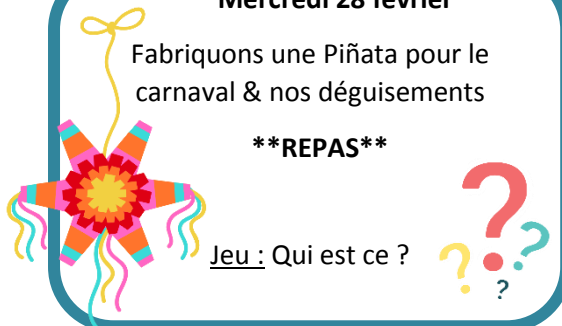 Mercredi 28 février
Fabriquons une Piñata pour le
carnaval & nos déguisements
**REPAS**
Jeu : Qui est ce ?
? ? ?
?